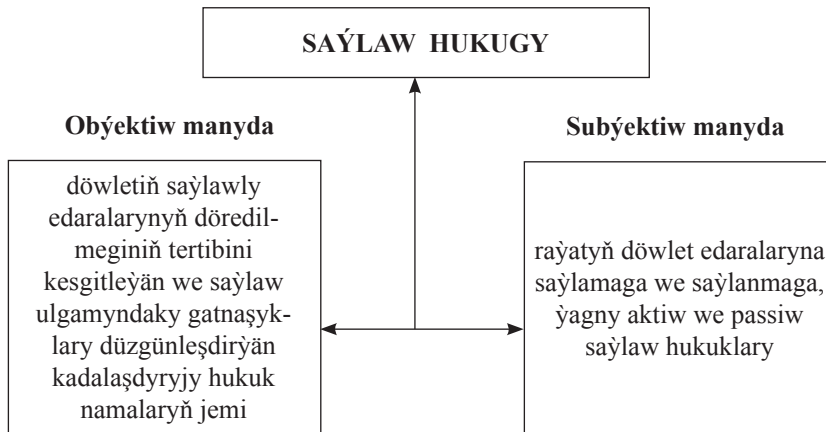 SAÝLAW HUKUGY
Obýektiw manyda
döwletiň saýlawly
edaralarynyň döredil-
meginiň tertibini
kesgitleýän we saýlaw
ulgamyndaky gatnaşyk-
lary düzgünleşdirýän
kadalaşdyryjy hukuk
namalaryň jemi
Subýektiw manyda
raýatyň döwlet edaralaryna
saýlamaga we saýlanmaga,
ýagny aktiw we passiw
saýlaw hukuklary